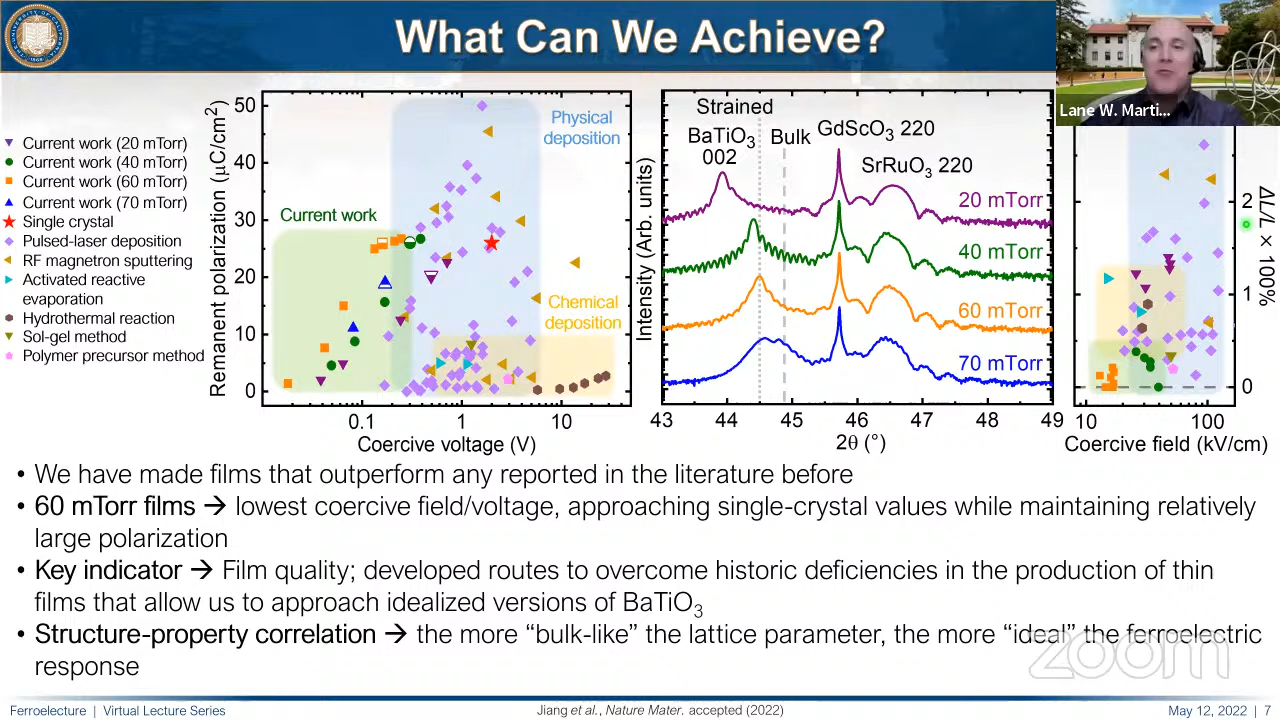 What Can We Achieve?
Lane W. Marti...
Current work (20 mTorr)
Current work (40 mTorr)
Current work (60 mTorr)
Current work (70 mTorr)
Single crystal
Pulsed-laser deposition
RF magnetron sputtering
Activated reactive
evaporation
Hydrothermal reaction
Sol-gel method
Polymer precursor method
Remanent polarization (µC/cm²)
50
40
30
20
10
0
Physical
deposition
Current work
Chemical
deposition
0.1 1 10
Coercive voltage (V)
Intensity (Arb. units)
Strained
BaTiO₃
002
Bulk
GdScO₃ 220
SrRuO₃ 220
20 mTorr
40 mTorr
60 mTorr
70 mTorr
43 44 45 46 47 48 49
2θ (°)
2
1
0
ΔL/L × 100%
10 100
Coercive field (kV/cm)
• We have made films that outperform any reported in the literature before
• 60 mTorr films → lowest coercive field/voltage, approaching single-crystal values while maintaining relatively
large polarization
• Key indicator → Film quality; developed routes to overcome historic deficiencies in the production of thin
films that allow us to approach idealized versions of BaTiO₃
• Structure-property correlation → the more “bulk-like” the lattice parameter, the more “ideal” the ferroelectric
response
zoom
Ferroelecture | Virtual Lecture Series
Jiang et al., Nature Mater. accepted (2022)
May 12, 2022 | 7